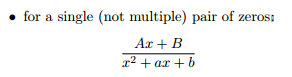 • for a single (not multiple) pair of zeros:
Ax + B
x² + ax + b